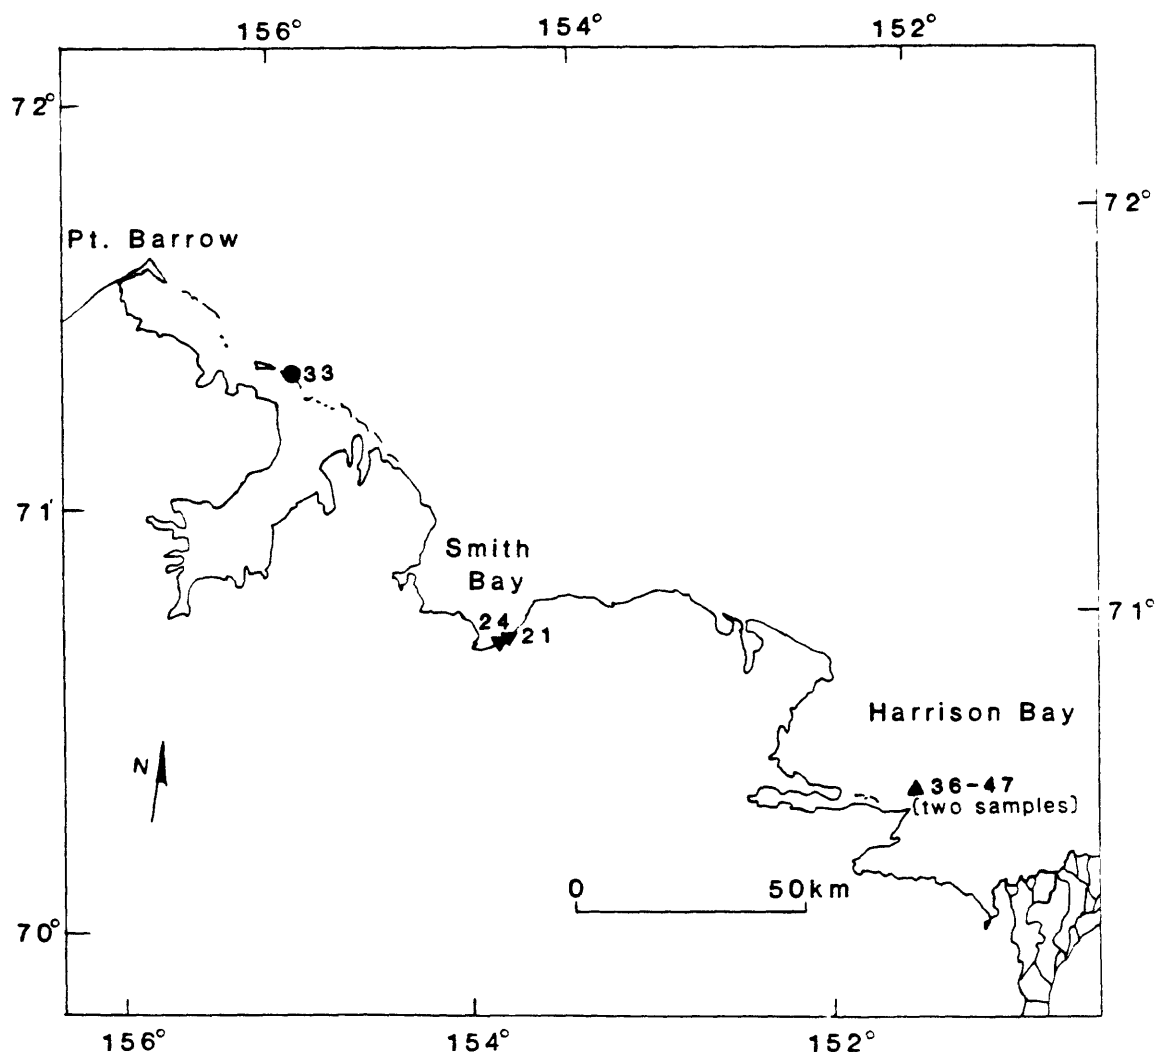 156° 154° 152°
72°
72°
Pt. Barrow
33
71'
Smith
Bay
71°
24
21
Harrison Bay
N
36-47
(two samples)
0 50km
70°
156° 154° 152°